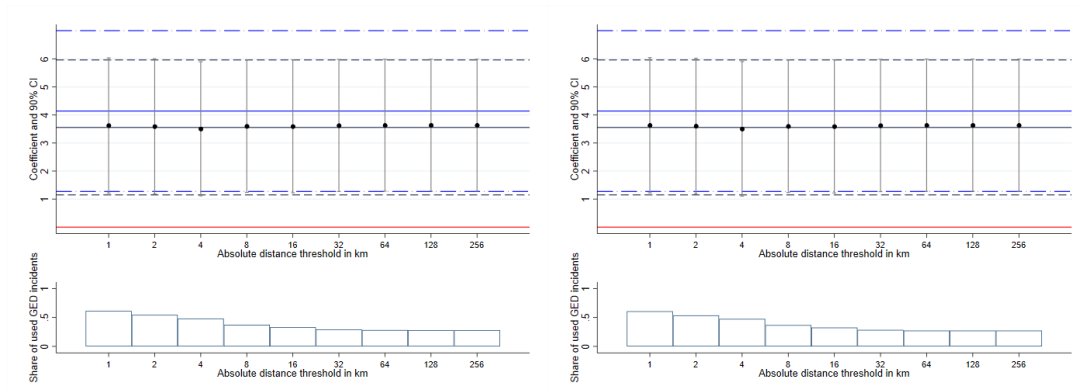 Coefficient and 90% CI
6
5
4
3
2
1
1 2 4 8 16 32 64 128 256
Absolute distance threshold in km
Share of used GED incidents
1
.5
0
1 2 4 8 16 32 64 128 256
Absolute distance threshold in km
Coefficient and 90% CI
6
5
4
3
2
1
1 2 4 8 16 32 64 128 256
Absolute distance threshold in km
Share of used GED incidents
1
.5
0
1 2 4 8 16 32 64 128 256
Absolute distance threshold in km